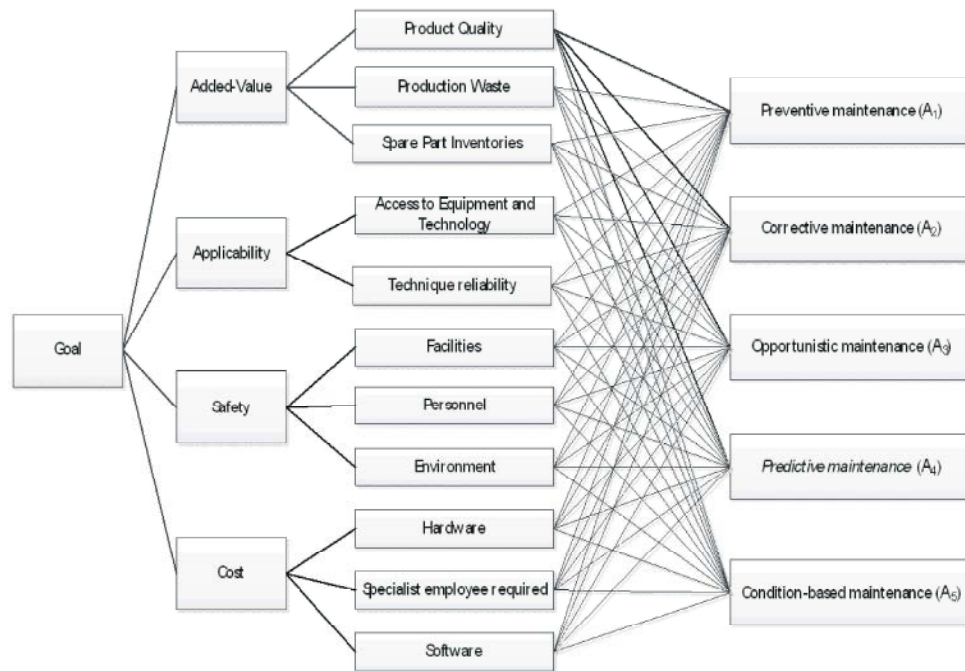 Goal
Added-Value
Applicability
Safety
Cost
Product Quality
Production Waste
Spare Part Inventories
Access to Equipment and
Technology
Technique reliability
Facilities
Personnel
Environment
Hardware
Specialist employee required
Software
Preventive maintenance (A₁)
Corrective maintenance (A₂)
Opportunistic maintenance (A₃)
Predictive maintenance (A₄)
Condition-based maintenance (A₅)